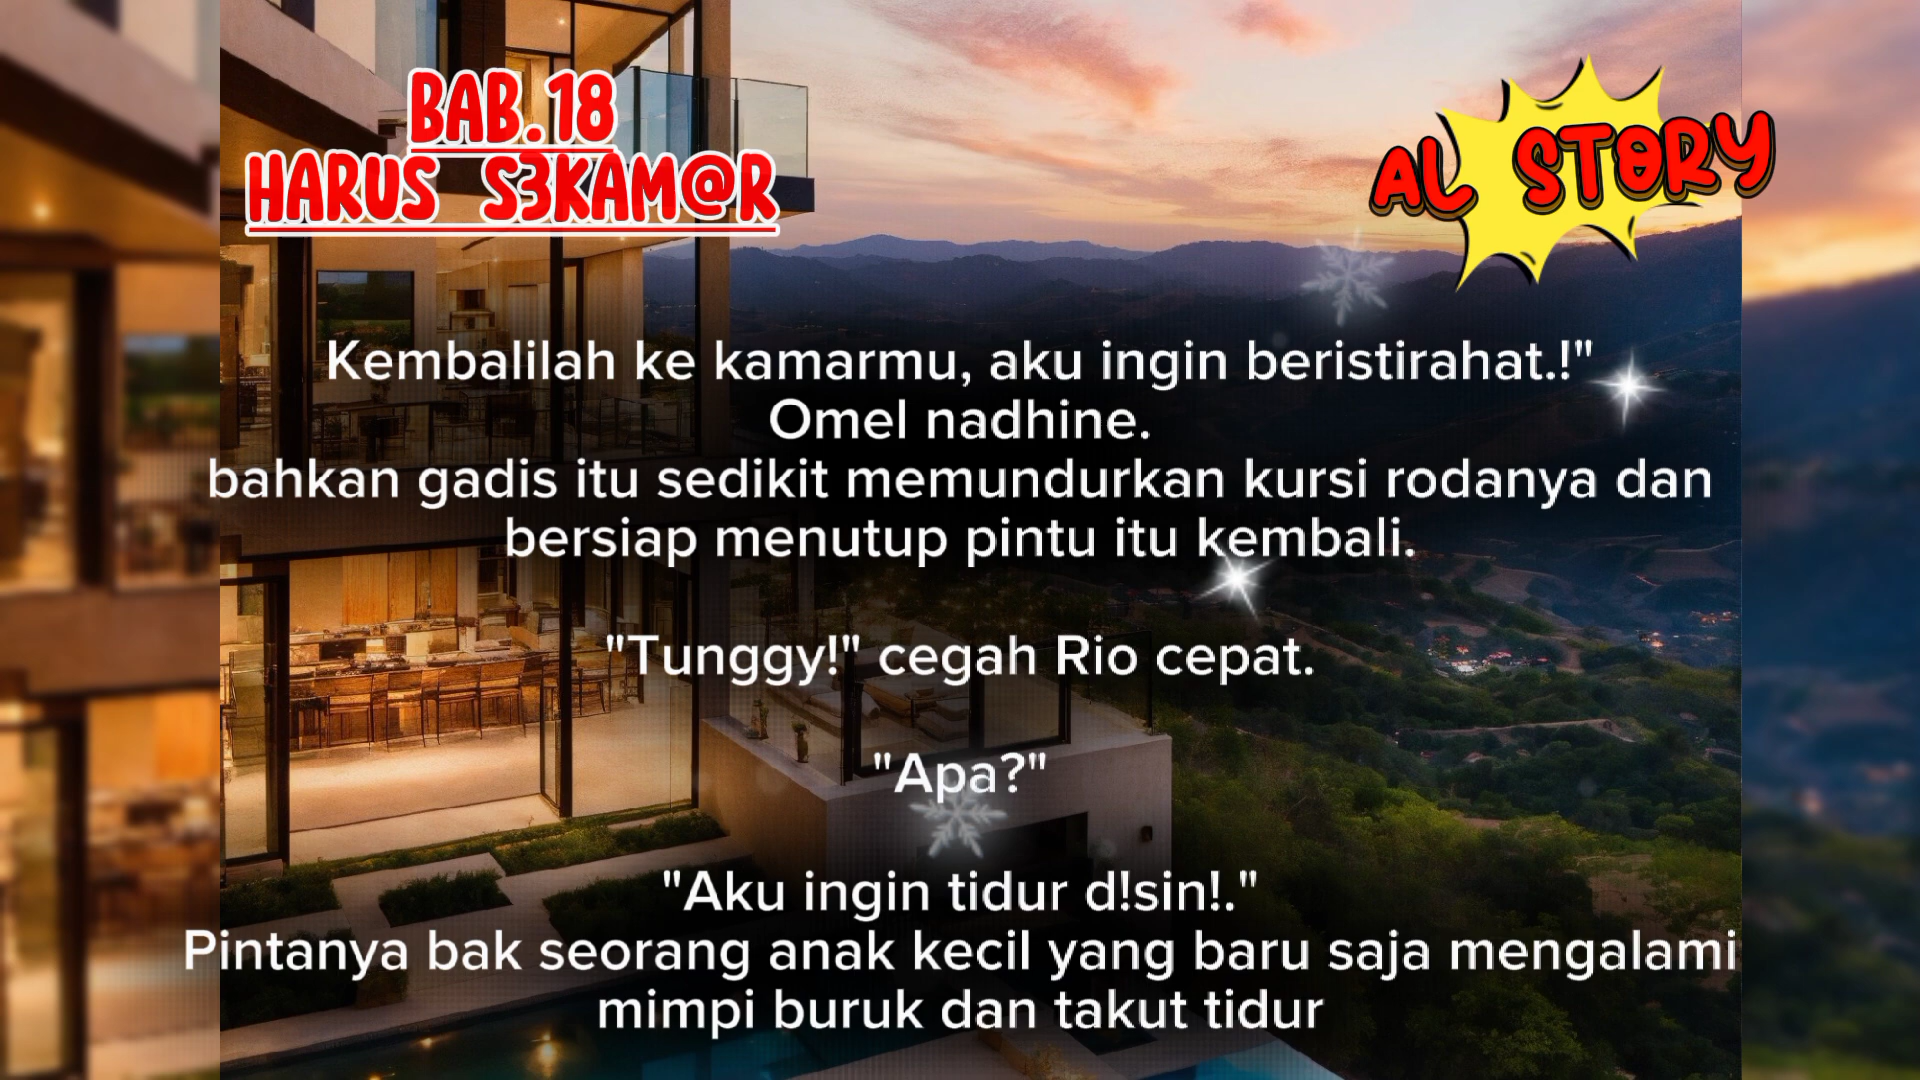 BAB.18
HARUS S3KAM@R
AL STORY
Kembalilah ke kamarmu, aku ingin beristirahat.!"
Omel nadhine.
bahkan gadis itu sedikit memundurkan kursi rodanya dan
bersiap menutup pintu itu kembali.
"Tunggy!" cegah Rio cepat.
"Apa?"
"Aku ingin tidur d!sin!."
Pintanya bak seorang anak kecil yang baru saja mengalami
mimpi buruk dan takut tidur